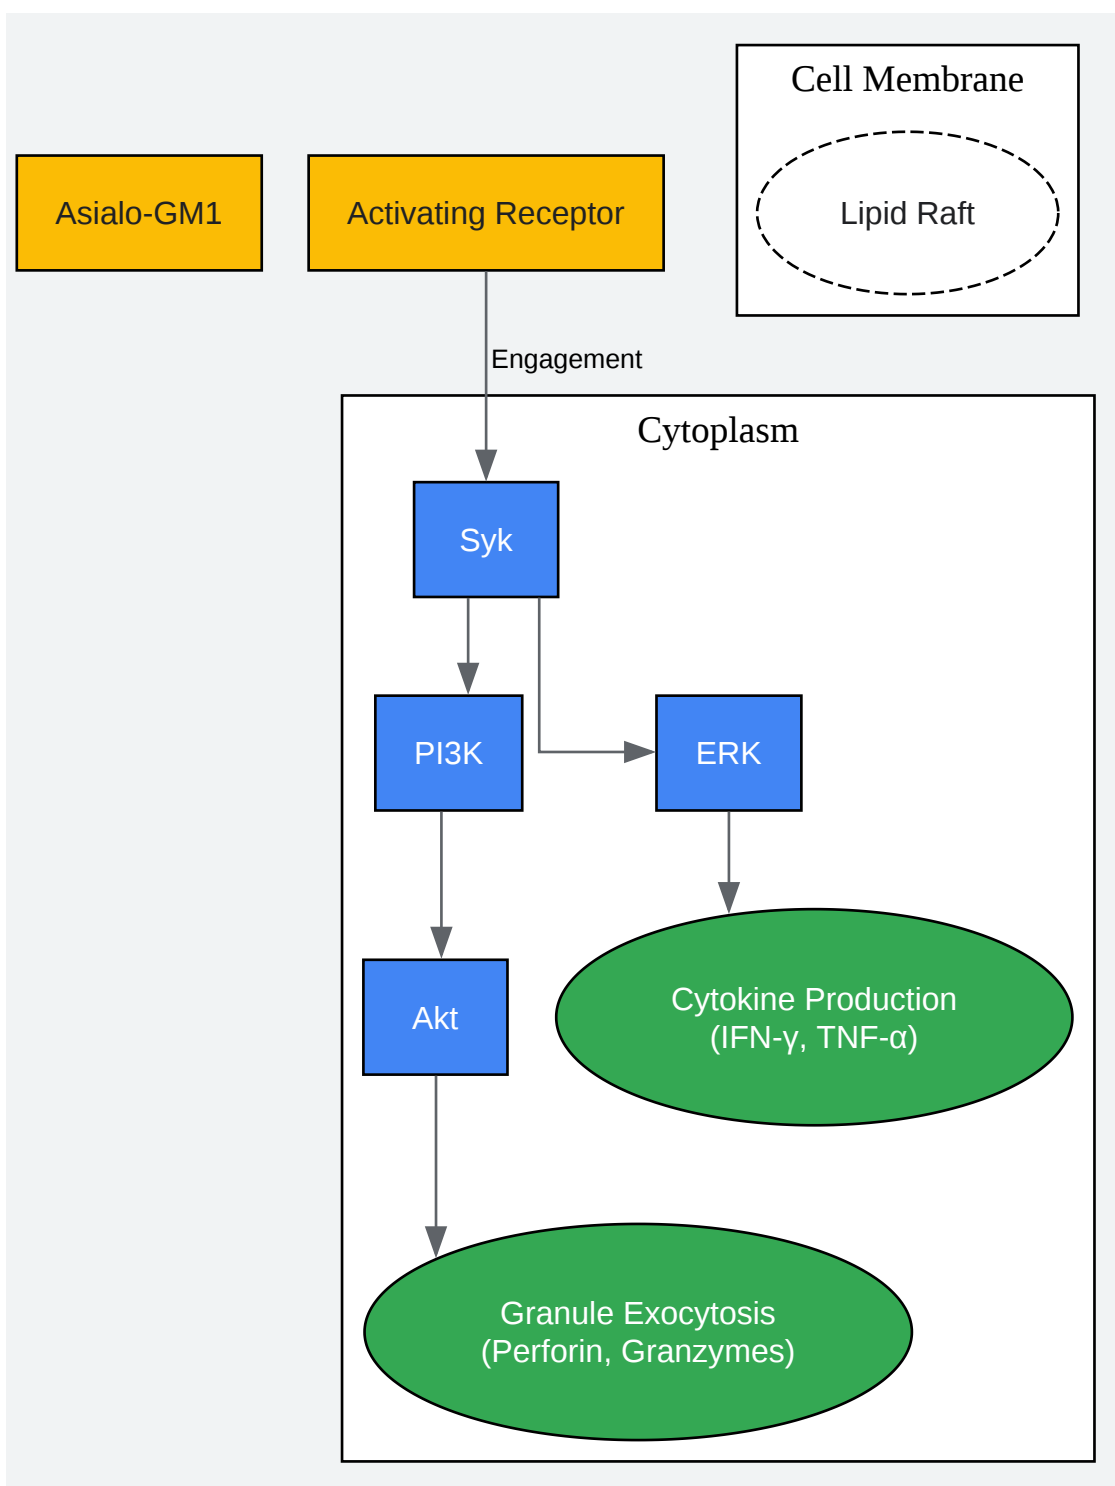 Cell Membrane
Asialo-GM1
Activating Receptor
Lipid Raft
Engagement
Cytoplasm
Syk
PI3K
ERK
Akt
Cytokine Production
(IFN-γ, TNF-α)
Granule Exocytosis
(Perforin, Granzymes)